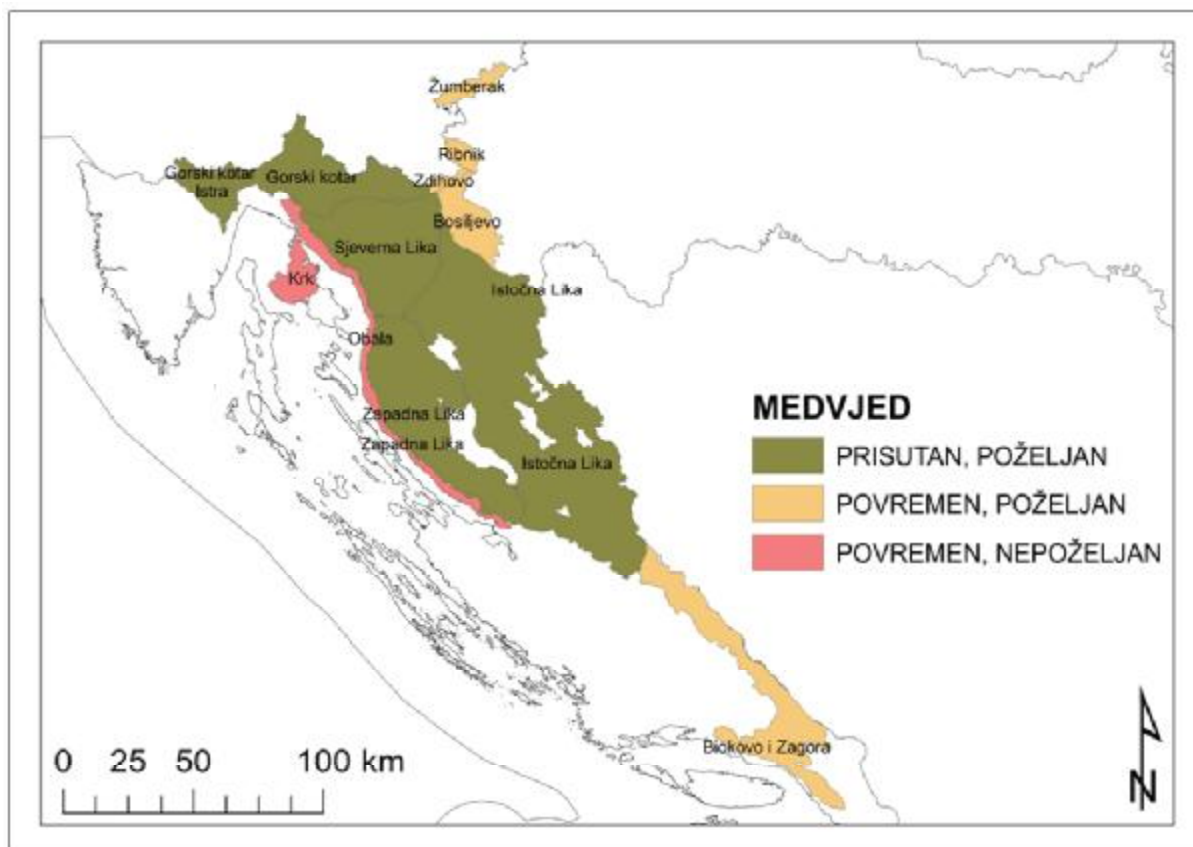 Žumberak
Ribnik
Gorski kotar
Istra
Gorski kotar
Zdihovo
Bosiljevo
Sjeverna Lika
Krk
Istočna Lika
Obala
Zapadna Lika
Zapadna Lika
Istočna Lika
MEDVJED
PRISUTAN, POŽELJAN
POVREMEN, POŽELJAN
POVREMEN, NEPOŽELJAN
Biokovo i Zagora
0 25 50 100 km
N